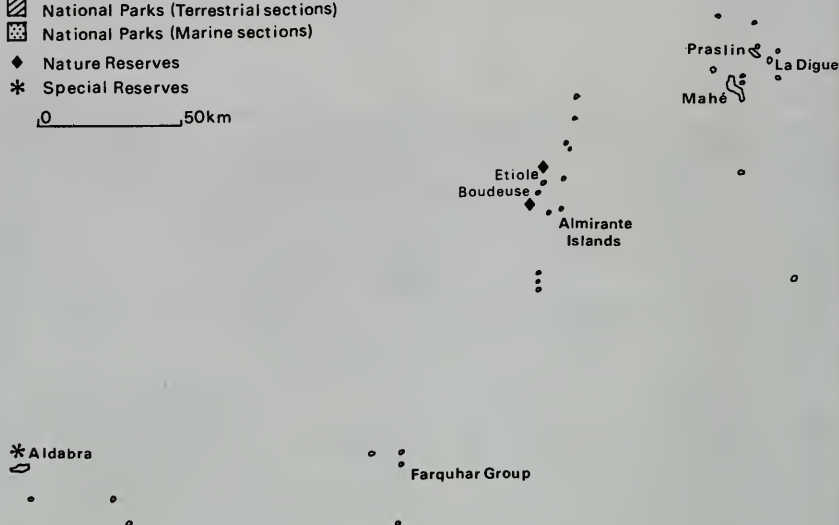 National Parks (Terrestrial sections)
National Parks (Marine sections)
Nature Reserves
Special Reserves
0 50km
Praslin
La Digue
Mahé
Etiole
Boudeuse
Almirante
Islands
Aldabra
Farquhar Group